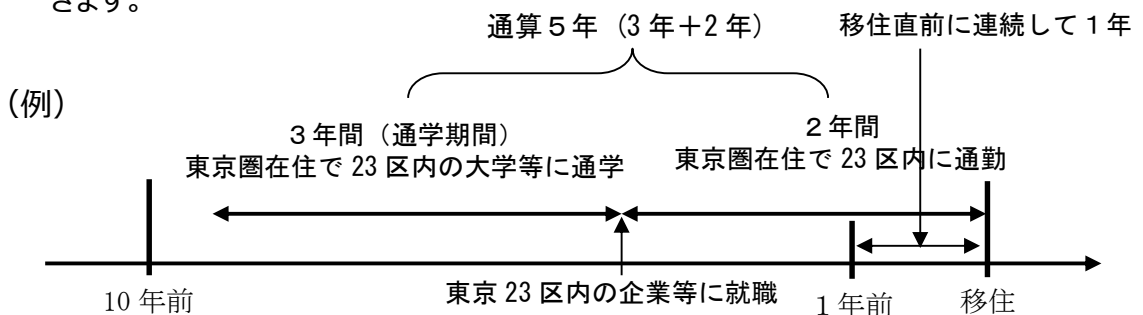 きます。
通算５年（3 年＋2 年）
移住直前に連続して１年
（例）
３年間（通学期間）
東京圏在住で 23 区内の大学等に通学
２年間
東京圏在住で 23 区内に通勤
東京 23 区内の企業等に就職
10 年前
１年前
移住